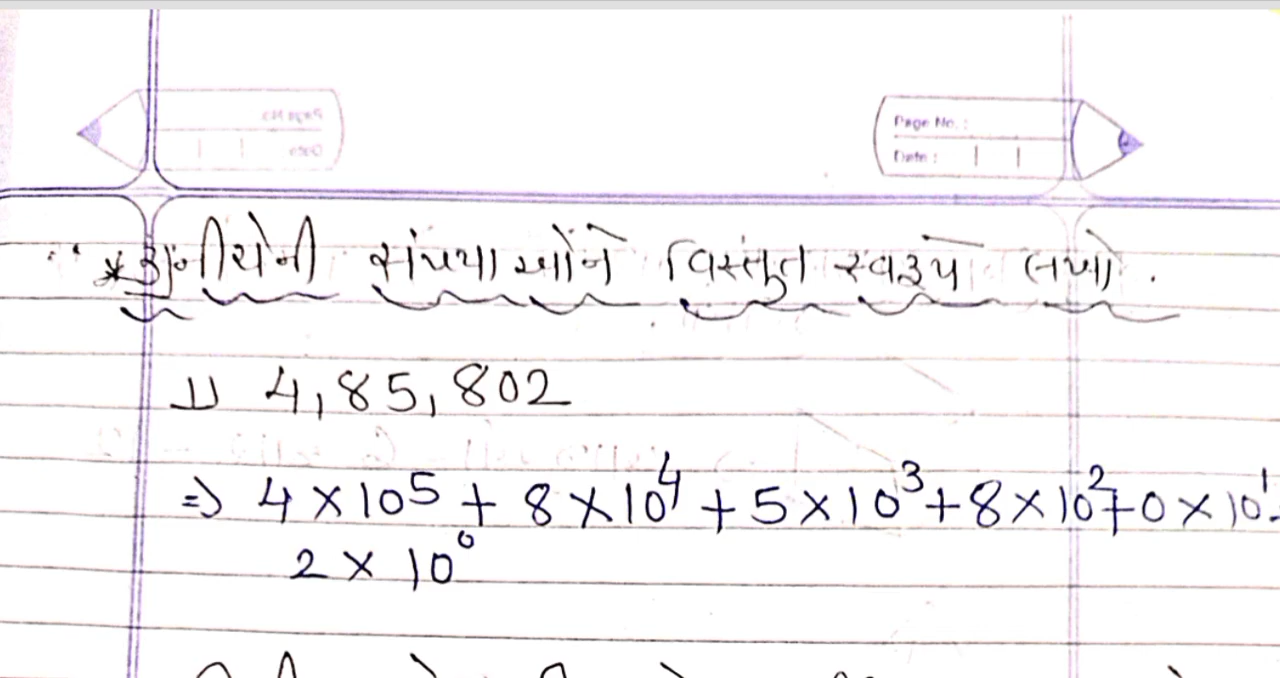 Page No. :
Date :
* નીચેની સંખ્યાઓને વિસ્તૃત સ્વરૂપે લખો.
1) 4,85,802
=> 4 × 10⁵ + 8 × 10⁴ + 5 × 10³ + 8 × 10² + 0 × 10¹
2 × 10⁰